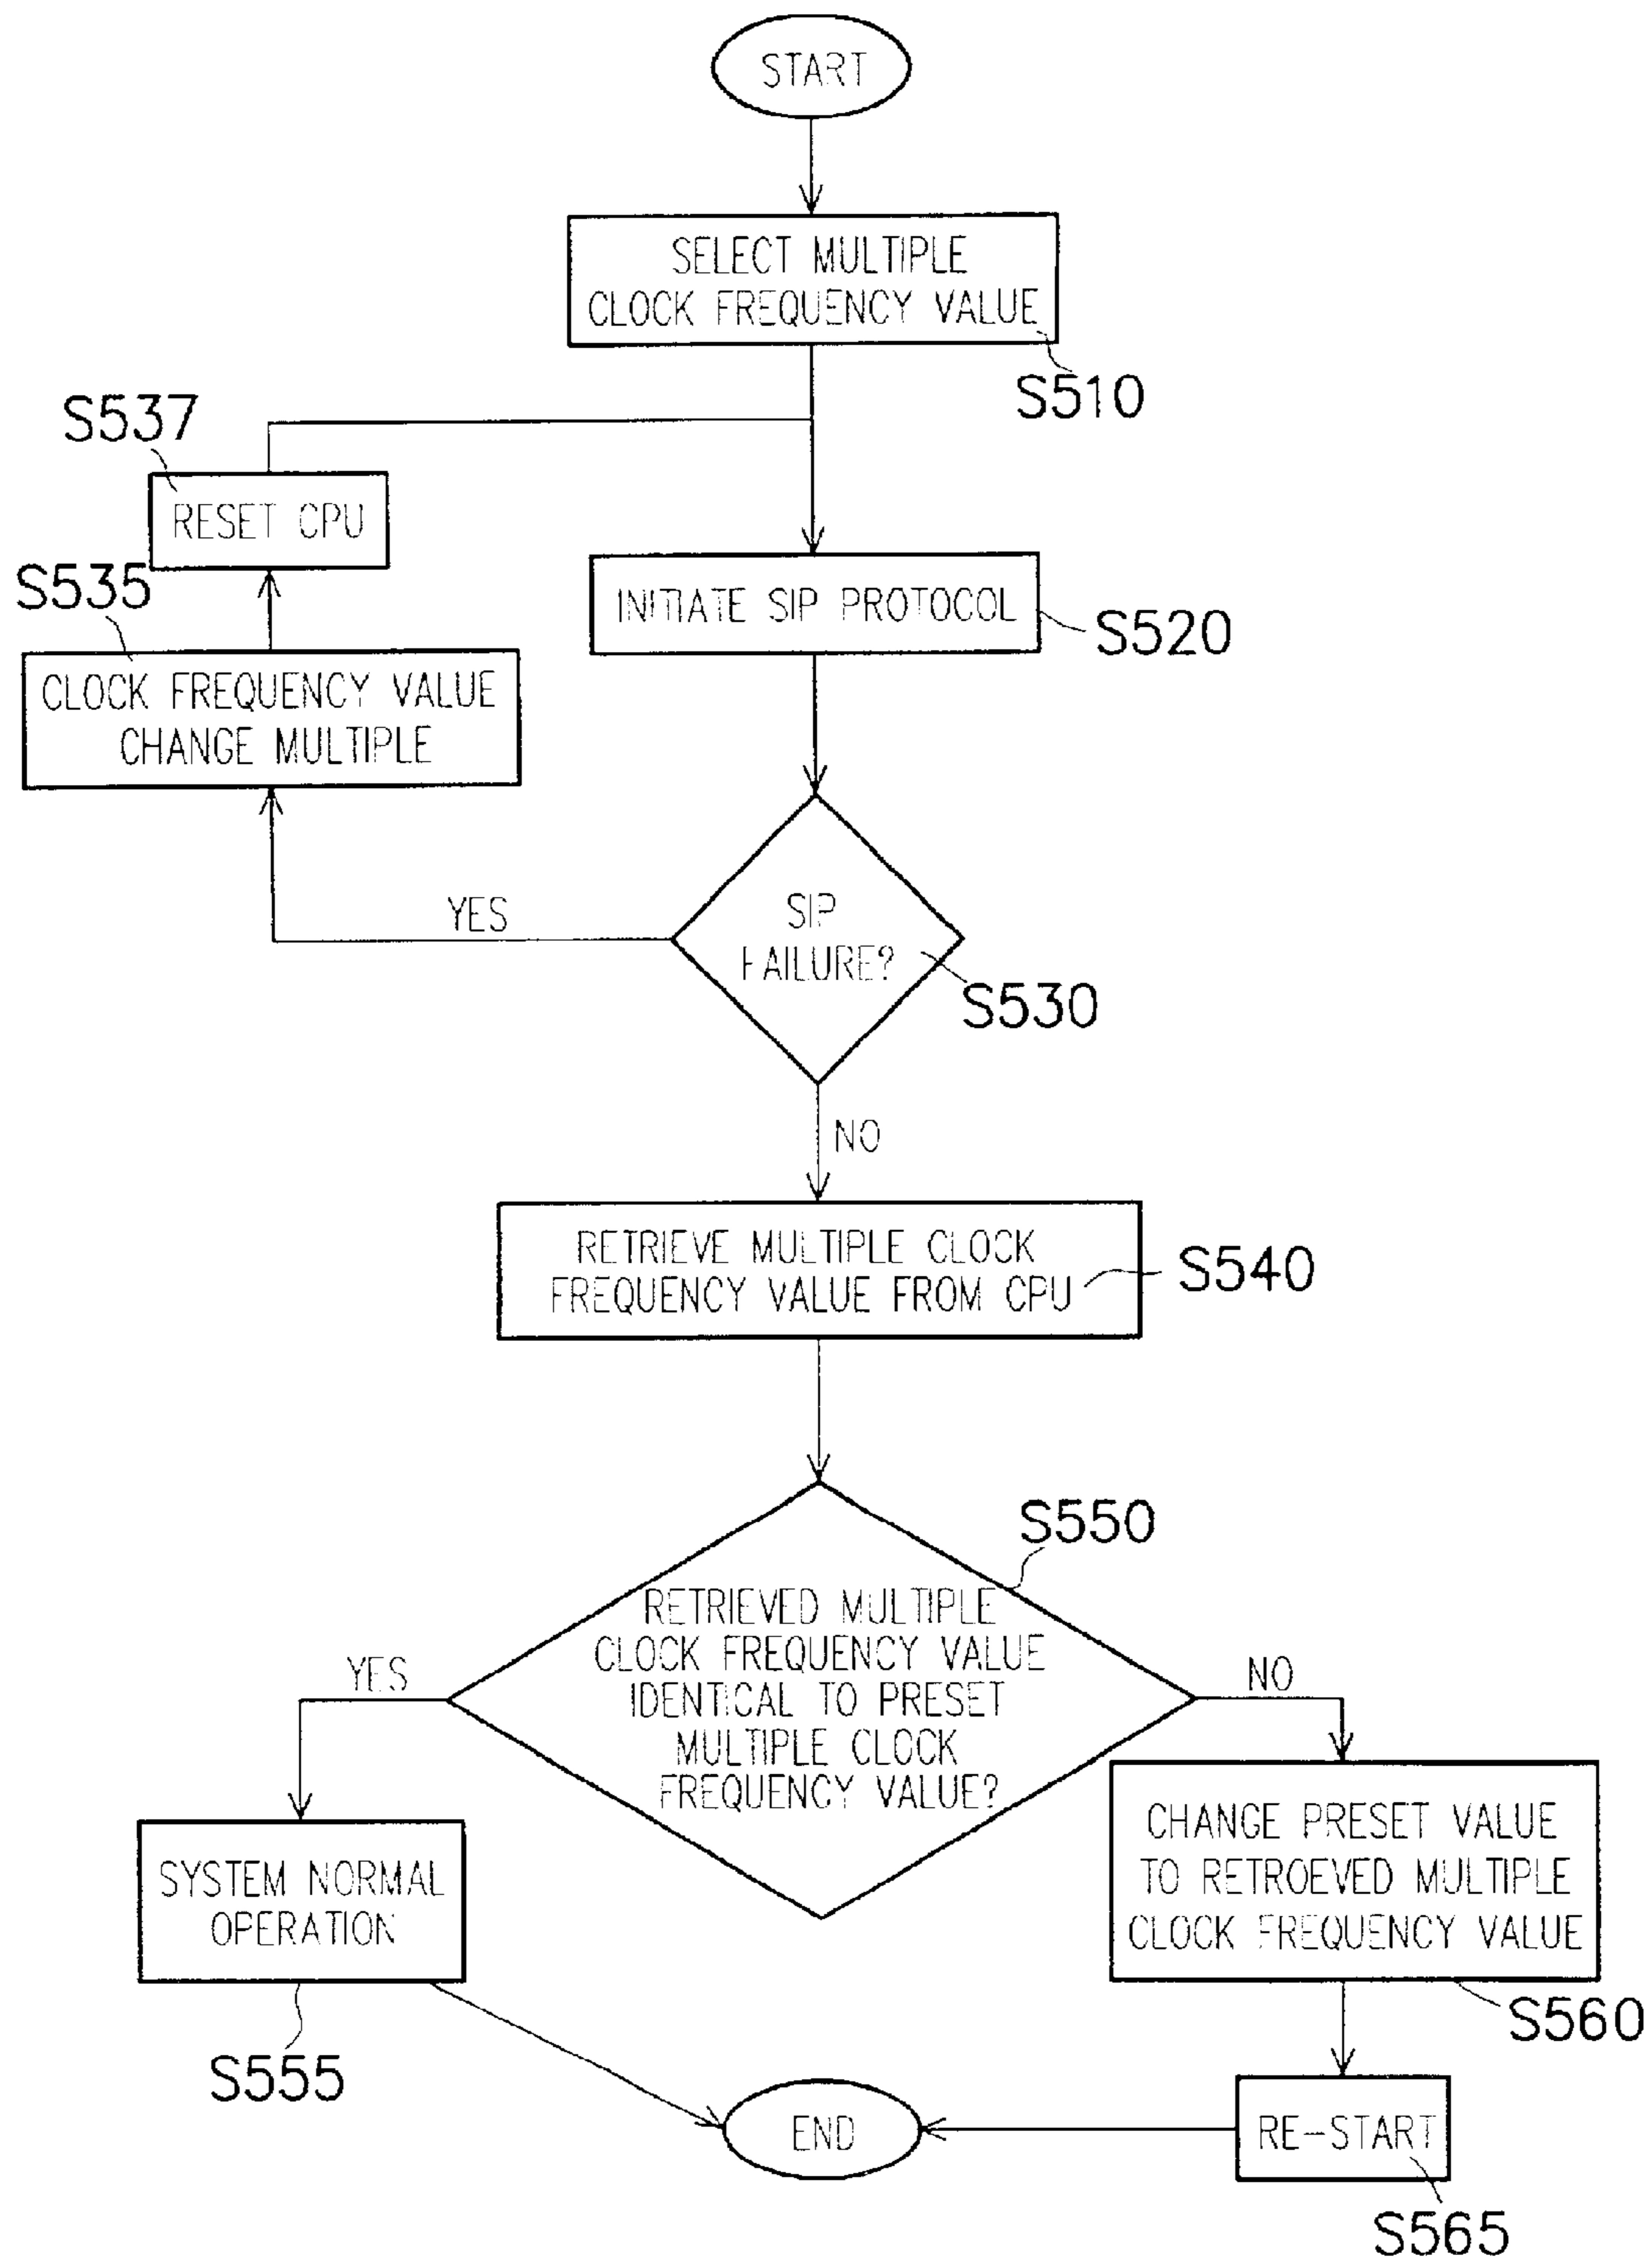 START
SELECT MULTIPLE
CLOCK FREQUENCY VALUE
S510
S537
RESET CPU
S535
CLOCK FREQUENCY VALUE
CHANGE MULTIPLE
INITIATE SIP PROTOCOL
S520
YES
SIP
FAILURE?
S530
NO
RETRIEVE MULTIPLE CLOCK
FREQUENCY VALUE FROM CPU
S540
S550
RETRIEVED MULTIPLE
CLOCK FREQUENCY VALUE
IDENTICAL TO PRESET
MULTIPLE CLOCK
FREQUENCY VALUE?
YES
NO
SYSTEM NORMAL
OPERATION
S555
CHANGE PRESET VALUE
TO RETROEVED MULTIPLE
CLOCK FREQUENCY VALUE
S560
END
RE-START
S565